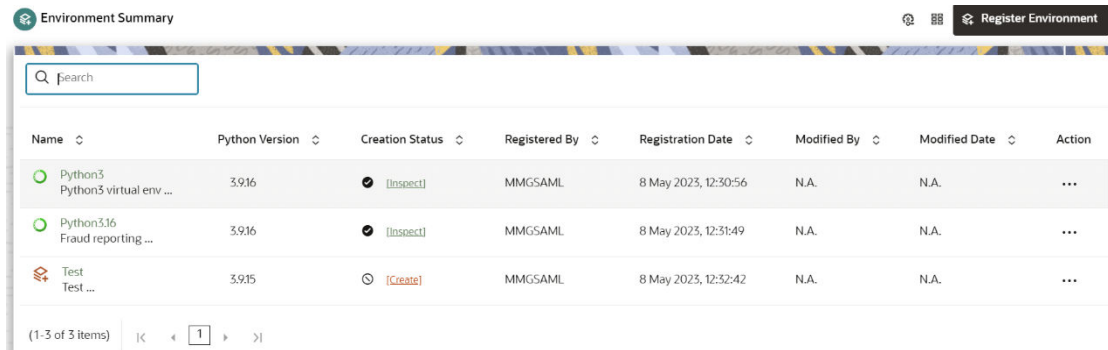 Environment Summary
Register Environment
Search
Name Python Version Creation Status Registered By Registration Date Modified By Modified Date Action
Python3 3.9.16 [Inspect] MMGSAML 8 May 2023, 12:30:56 N.A. N.A. ...
Python3 virtual env ...
Python3.16 3.9.16 [Inspect] MMGSAML 8 May 2023, 12:31:49 N.A. N.A. ...
Fraud reporting ...
Test 3.9.15 [Create] MMGSAML 8 May 2023, 12:32:42 N.A. N.A. ...
Test ...
(1-3 of 3 items) 1